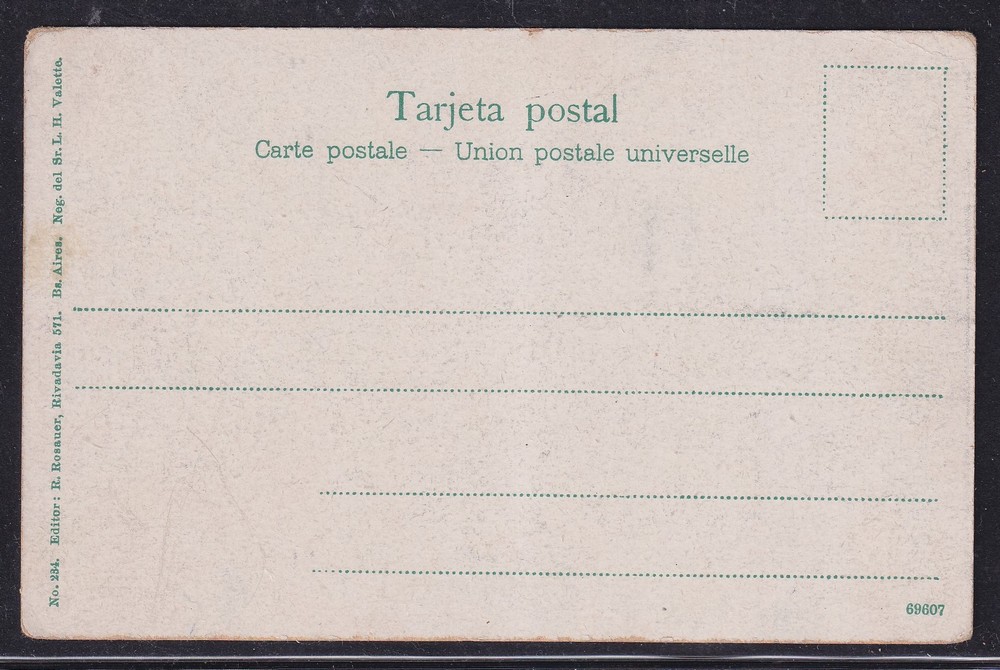 Tarjeta postal
Carte postale — Union postale universelle
No. 234. Editor: R. Rosauer, Rivadavia 571. Bs. Aires. Neg. del Sr. L. H. Valette.
69607